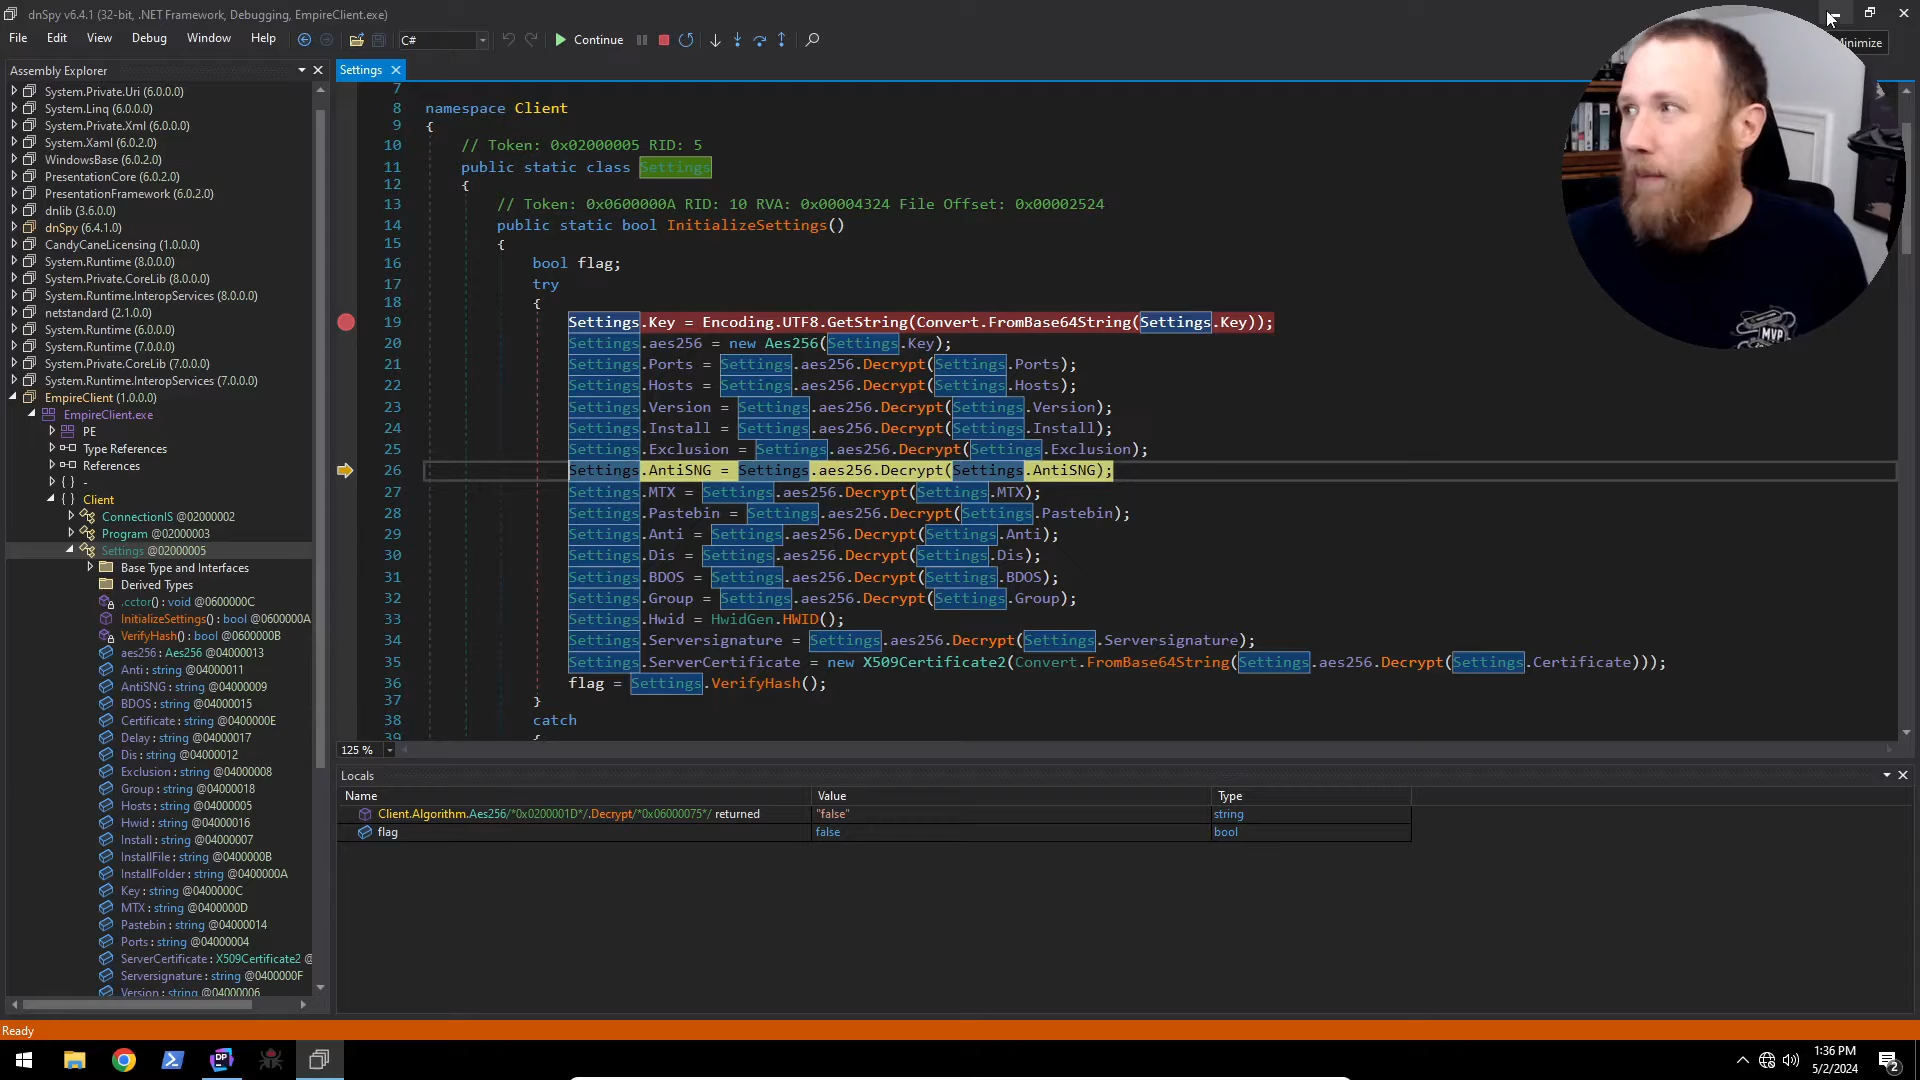 dnSpy v6.4.1 (32-bit, .NET Framework, Debugging, EmpireClient.exe)
File Edit View Debug Window Help C# Continue
Minimize
Assembly Explorer
System.Private.Uri (6.0.0.0)
System.Linq (6.0.0.0)
System.Private.Xml (6.0.0.0)
System.Xaml (6.0.2.0)
WindowsBase (6.0.2.0)
PresentationCore (6.0.2.0)
PresentationFramework (6.0.2.0)
dnlib (3.6.0.0)
dnSpy (6.4.1.0)
CandyCaneLicensing (1.0.0.0)
System.Runtime (8.0.0.0)
System.Private.CoreLib (8.0.0.0)
System.Runtime.InteropServices (8.0.0.0)
netstandard (2.1.0.0)
System.Runtime (6.0.0.0)
System.Runtime (7.0.0.0)
System.Private.CoreLib (7.0.0.0)
System.Runtime.InteropServices (7.0.0.0)
EmpireClient (1.0.0.0)
EmpireClient.exe
PE
Type References
References
{ } -
{ } Client
ConnectionIS @02000002
Program @02000003
Settings @02000005
Base Type and Interfaces
Derived Types
.cctor() : void @0600000C
InitializeSettings() : bool @0600000A
VerifyHash() : bool @0600000B
aes256 : Aes256 @04000013
Anti : string @04000011
AntiSNG : string @04000009
BDOS : string @04000015
Certificate : string @0400000E
Delay : string @04000017
Dis : string @04000012
Exclusion : string @04000008
Group : string @04000018
Hosts : string @04000005
Hwid : string @04000016
Install : string @04000007
InstallFile : string @0400000B
InstallFolder : string @0400000A
Key : string @0400000C
MTX : string @0400000D
Pastebin : string @04000014
Ports : string @04000004
ServerCertificate : X509Certificate2 @
Serversignature : string @0400000F
Version : string @04000006
Settings
7
8 namespace Client
9 {
10 // Token: 0x02000005 RID: 5
11 public static class Settings
12 {
13 // Token: 0x0600000A RID: 10 RVA: 0x00004324 File Offset: 0x00002524
14 public static bool InitializeSettings()
15 {
16 bool flag;
17 try
18 {
19 Settings.Key = Encoding.UTF8.GetString(Convert.FromBase64String(Settings.Key));
20 Settings.aes256 = new Aes256(Settings.Key);
21 Settings.Ports = Settings.aes256.Decrypt(Settings.Ports);
22 Settings.Hosts = Settings.aes256.Decrypt(Settings.Hosts);
23 Settings.Version = Settings.aes256.Decrypt(Settings.Version);
24 Settings.Install = Settings.aes256.Decrypt(Settings.Install);
25 Settings.Exclusion = Settings.aes256.Decrypt(Settings.Exclusion);
26 Settings.AntiSNG = Settings.aes256.Decrypt(Settings.AntiSNG);
27 Settings.MTX = Settings.aes256.Decrypt(Settings.MTX);
28 Settings.Pastebin = Settings.aes256.Decrypt(Settings.Pastebin);
29 Settings.Anti = Settings.aes256.Decrypt(Settings.Anti);
30 Settings.Dis = Settings.aes256.Decrypt(Settings.Dis);
31 Settings.BDOS = Settings.aes256.Decrypt(Settings.BDOS);
32 Settings.Group = Settings.aes256.Decrypt(Settings.Group);
33 Settings.Hwid = HwidGen.HWID();
34 Settings.Serversignature = Settings.aes256.Decrypt(Settings.Serversignature);
35 Settings.ServerCertificate = new X509Certificate2(Convert.FromBase64String(Settings.aes256.Decrypt(Settings.Certificate)));
36 flag = Settings.VerifyHash();
37 }
38 catch
39 {
125 %
MVP
Locals
Name Value Type
Client.Algorithm.Aes256/*0x0200001D*/.Decrypt/*0x06000075*/ returned "false" string
flag false bool
Ready
DP
1:36 PM
5/2/2024
2